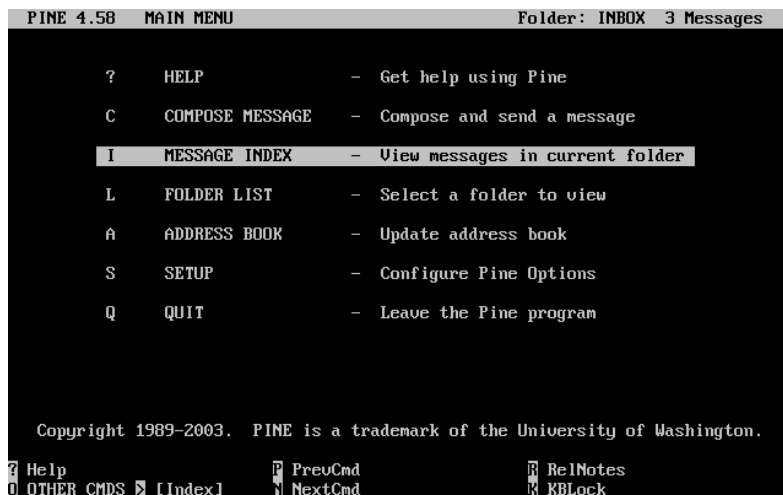 PINE 4.58 MAIN MENU Folder: INBOX 3 Messages
? HELP - Get help using Pine
C COMPOSE MESSAGE - Compose and send a message
I MESSAGE INDEX - View messages in current folder
L FOLDER LIST - Select a folder to view
A ADDRESS BOOK - Update address book
S SETUP - Configure Pine Options
Q QUIT - Leave the Pine program
Copyright 1989-2003. PINE is a trademark of the University of Washington.
? Help P PrevCmd R RelNotes
O OTHER CMDS > [Index] N NextCmd K KBLock